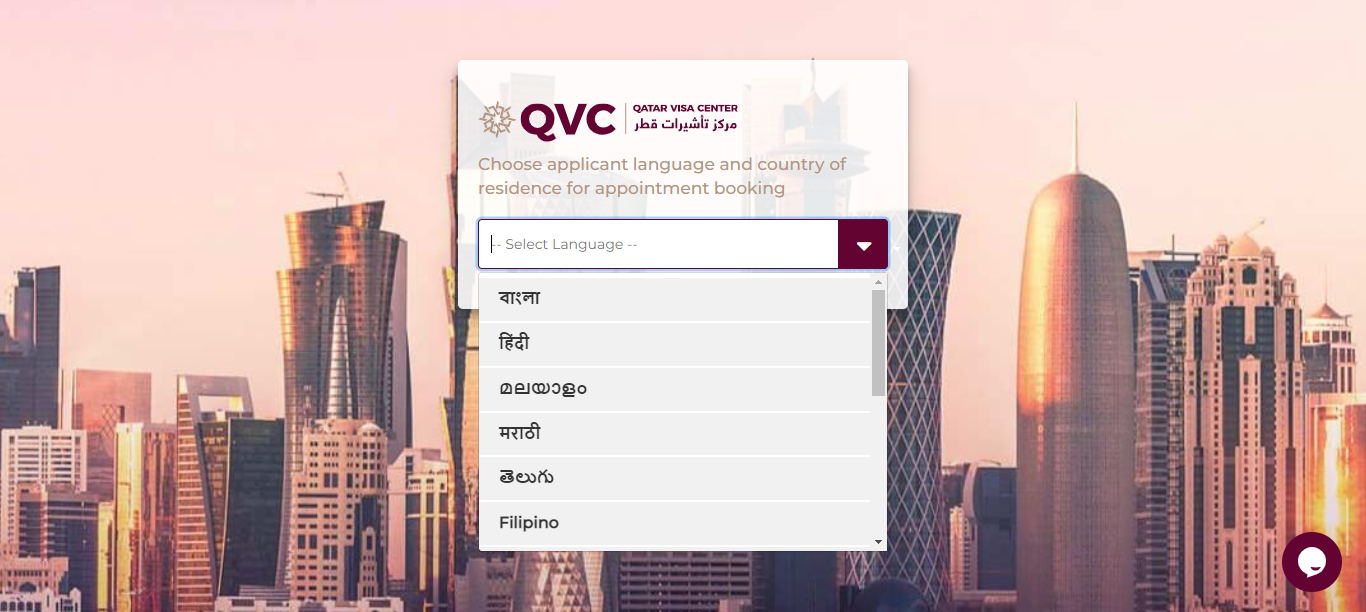 QVC
QATAR VISA CENTER
مركز تأشيرات قطر
Choose applicant language and country of
residence for appointment booking
-- Select Language --
বাংলা
हिंदी
മലയാളം
मराठी
తెలుగు
Filipino